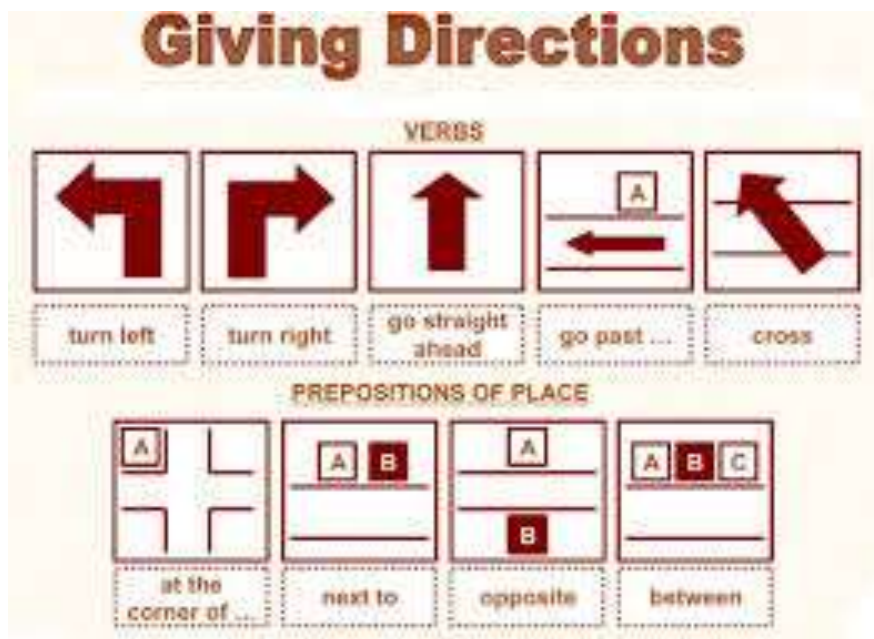 Giving Directions
VERBS
A
turn left
turn right
go straight
ahead
go past ...
cross
PREPOSITIONS OF PLACE
A
A B
A
B
A B C
at the
corner of ...
next to
opposite
between